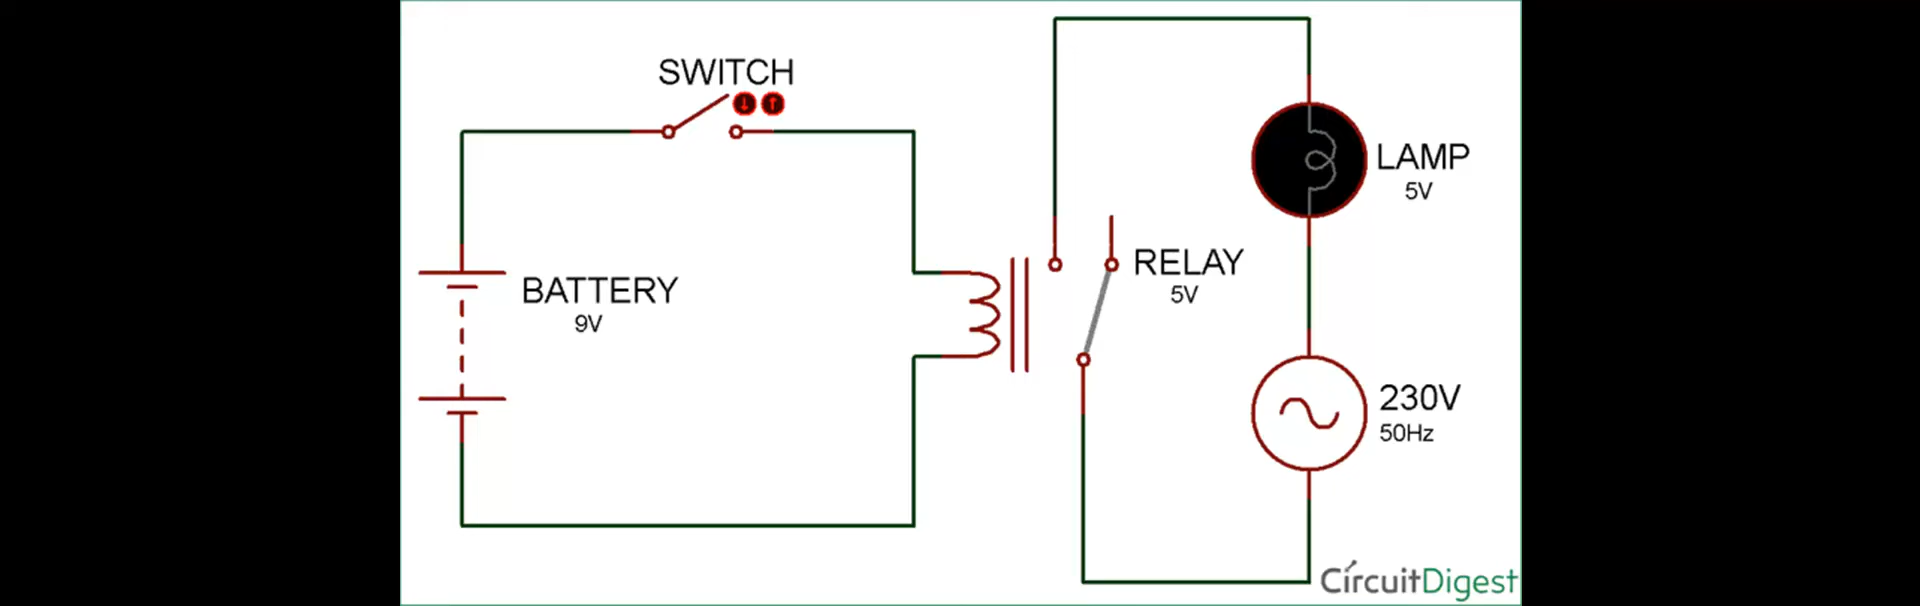 SWITCH
BATTERY
9V
RELAY
5V
LAMP
5V
230V
50Hz
CircuitDigest